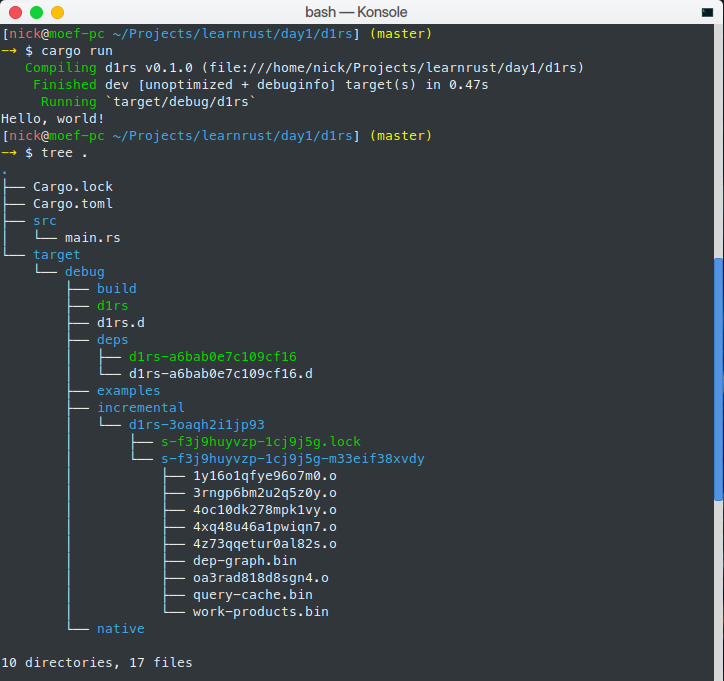 bash — Konsole
[nick@moef-pc ~/Projects/learnrust/day1/d1rs] (master)
─→ $ cargo run
   Compiling d1rs v0.1.0 (file:///home/nick/Projects/learnrust/day1/d1rs)
    Finished dev [unoptimized + debuginfo] target(s) in 0.47s
     Running `target/debug/d1rs`
Hello, world!
[nick@moef-pc ~/Projects/learnrust/day1/d1rs] (master)
─→ $ tree .
.
├── Cargo.lock
├── Cargo.toml
├── src
│   └── main.rs
└── target
    └── debug
        ├── build
        ├── d1rs
        ├── d1rs.d
        ├── deps
        │   ├── d1rs-a6bab0e7c109cf16
        │   └── d1rs-a6bab0e7c109cf16.d
        ├── examples
        ├── incremental
        │   └── d1rs-3oaqh2i1jp93
        │       ├── s-f3j9huyvzp-1cj9j5g.lock
        │       └── s-f3j9huyvzp-1cj9j5g-m33eif38xvdy
        │           ├── 1y16o1qfye96o7m0.o
        │           ├── 3rngp6bm2u2q5z0y.o
        │           ├── 4oc10dk278mpk1vy.o
        │           ├── 4xq48u46a1pwiqn7.o
        │           ├── 4z73qqetur0al82s.o
        │           ├── dep-graph.bin
        │           ├── oa3rad818d8sgn4.o
        │           ├── query-cache.bin
        │           └── work-products.bin
        └── native

10 directories, 17 files